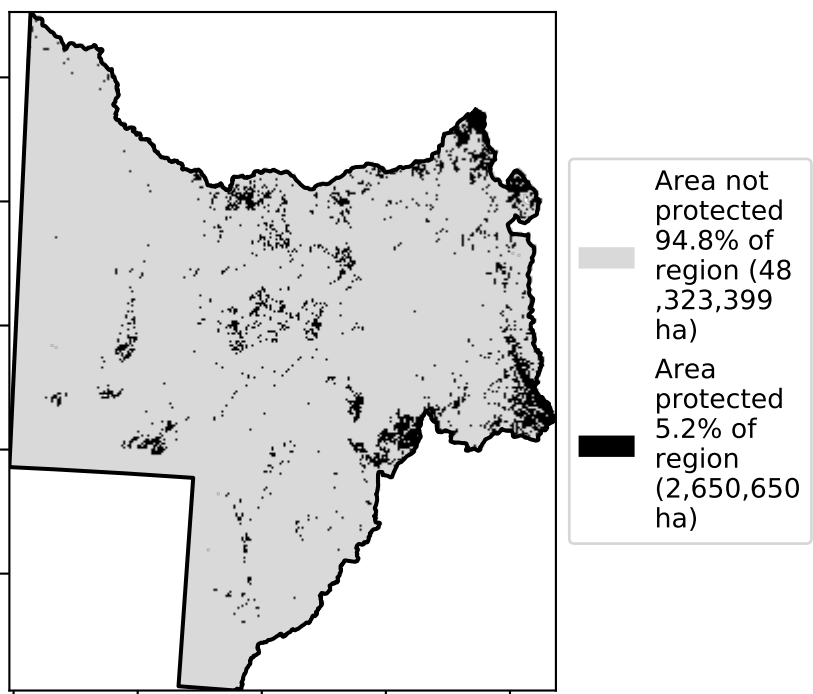 Area not
protected
94.8% of
region (48
,323,399
ha)
Area
protected
5.2% of
region
(2,650,650
ha)